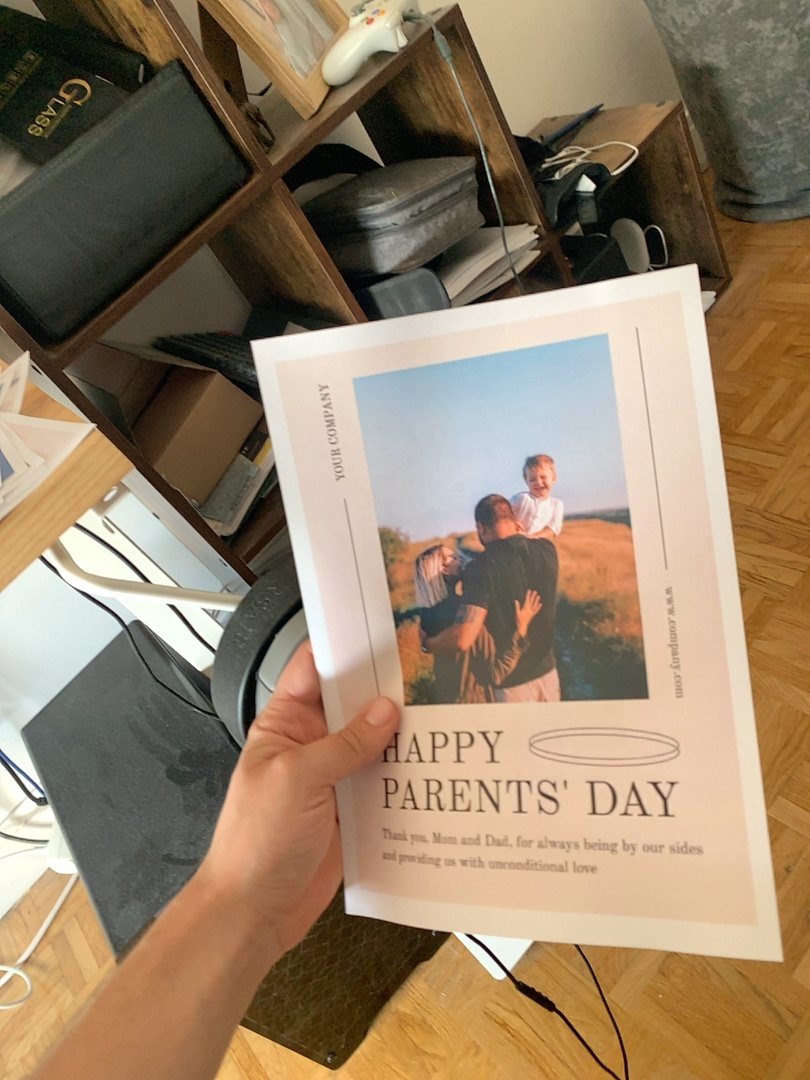 GLASS
YOUR COMPANY
www.company.com
HAPPY
PARENTS' DAY
Thank you, Mom and Dad, for always being by our sides
and providing us with unconditional love